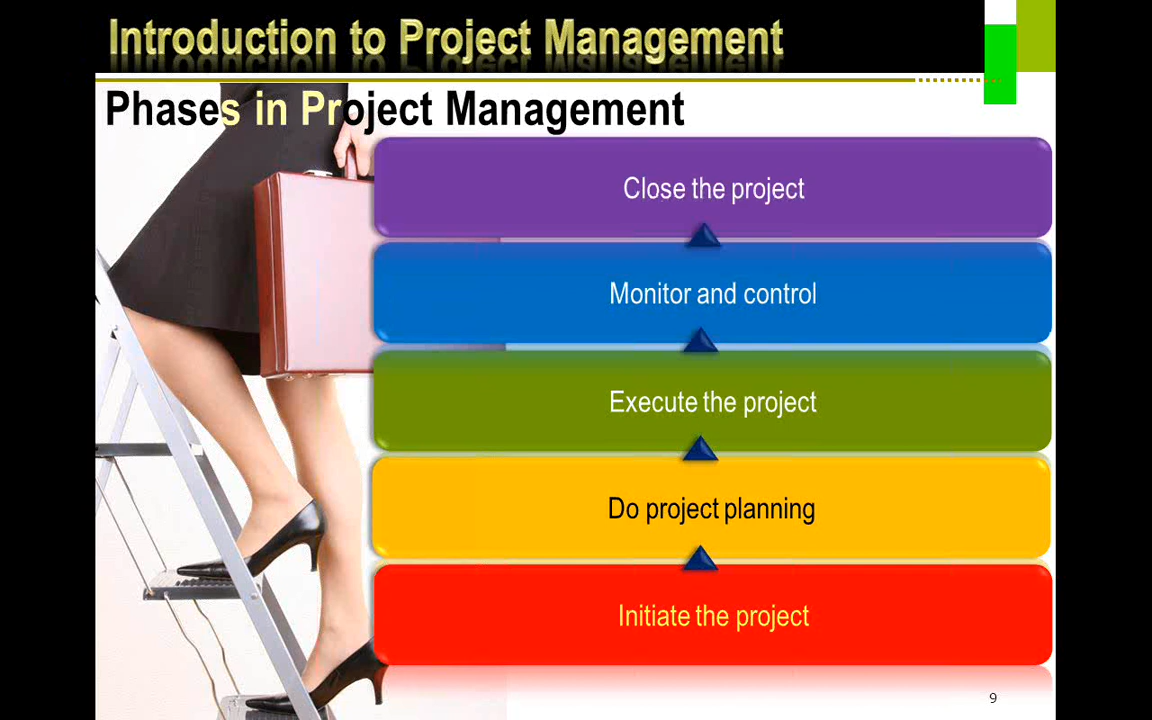 Introduction to Project Management
Phases in Project Management
Close the project
Monitor and control
Execute the project
Do project planning
Initiate the project
9